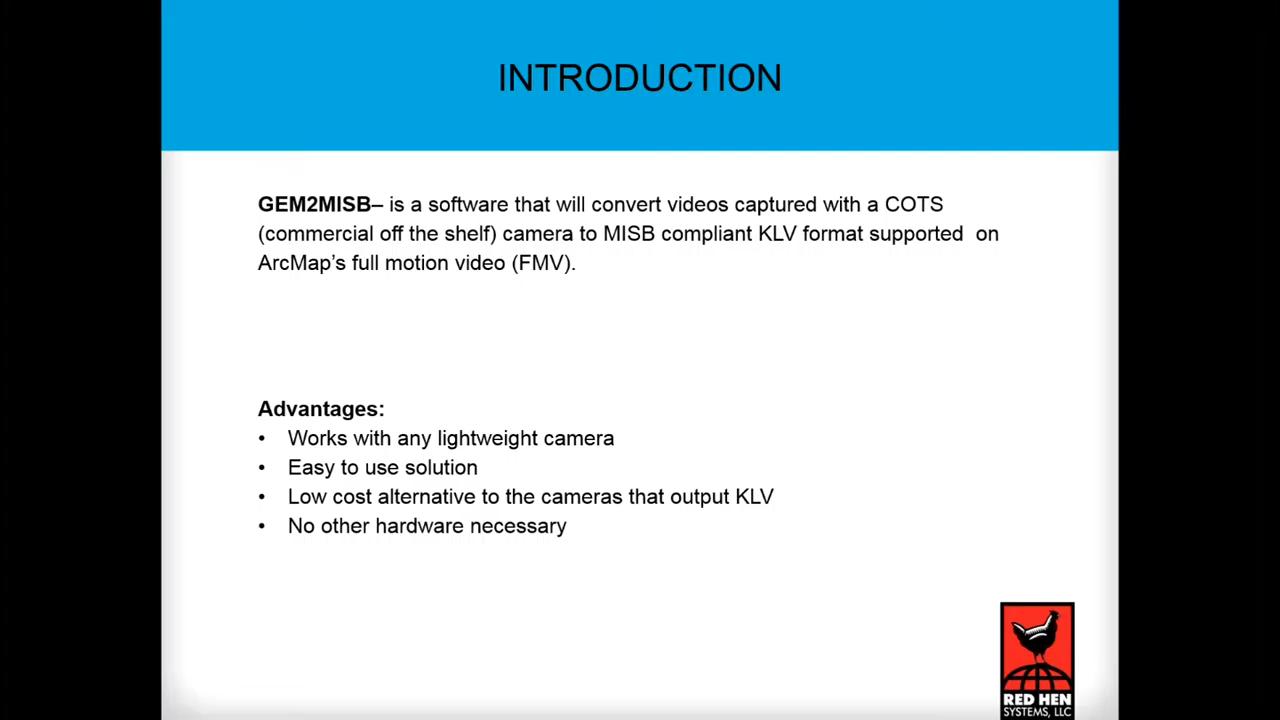 INTRODUCTION
GEM2MISB– is a software that will convert videos captured with a COTS
(commercial off the shelf) camera to MISB compliant KLV format supported  on
ArcMap’s full motion video (FMV).
Advantages:
• Works with any lightweight camera
• Easy to use solution
• Low cost alternative to the cameras that output KLV
• No other hardware necessary
RED HEN
SYSTEMS, LLC